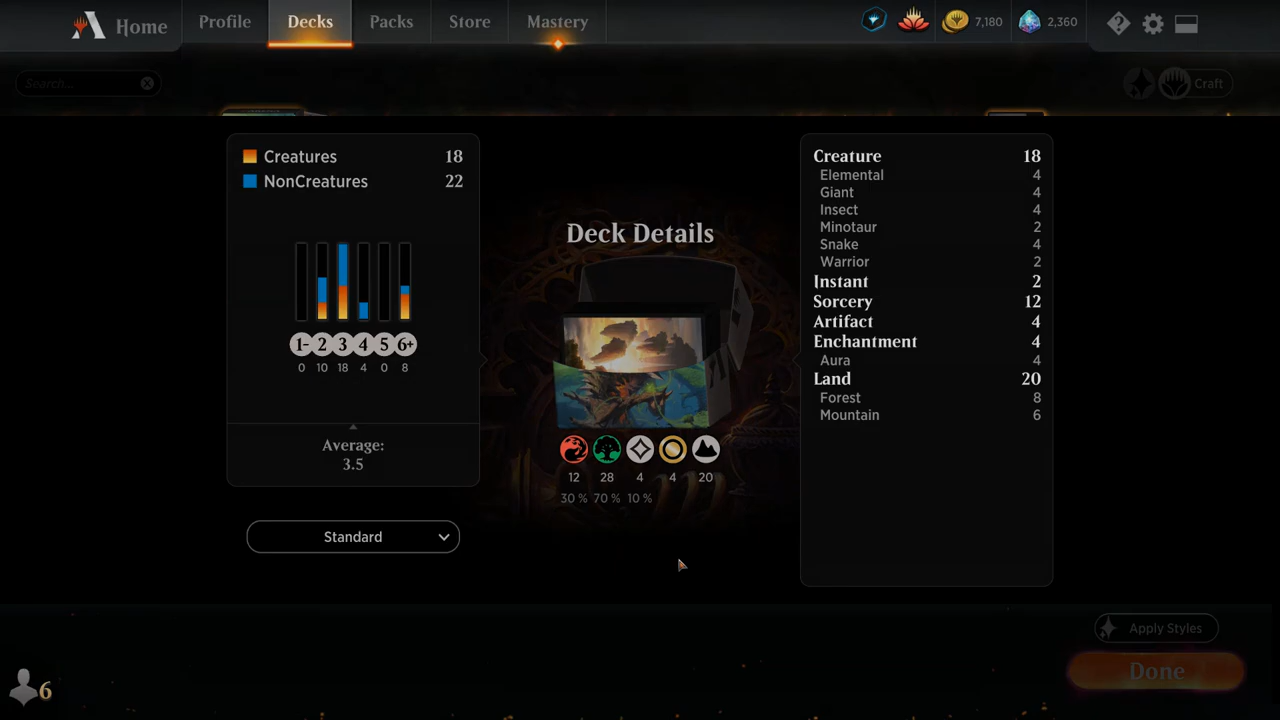 Home
Profile
Decks
Packs
Store
Mastery
7,180
2,360
Search...
Craft
Creatures 18
NonCreatures 22
1- 2 3 4 5 6+
0 10 18 4 0 8
Average:
3.5
Standard
Deck Details
12 28 4 4 20
30 % 70 % 10 %
Creature 18
Elemental 4
Giant 4
Insect 4
Minotaur 2
Snake 4
Warrior 2
Instant 2
Sorcery 12
Artifact 4
Enchantment 4
Aura 4
Land 20
Forest 8
Mountain 6
Apply Styles
Done
6